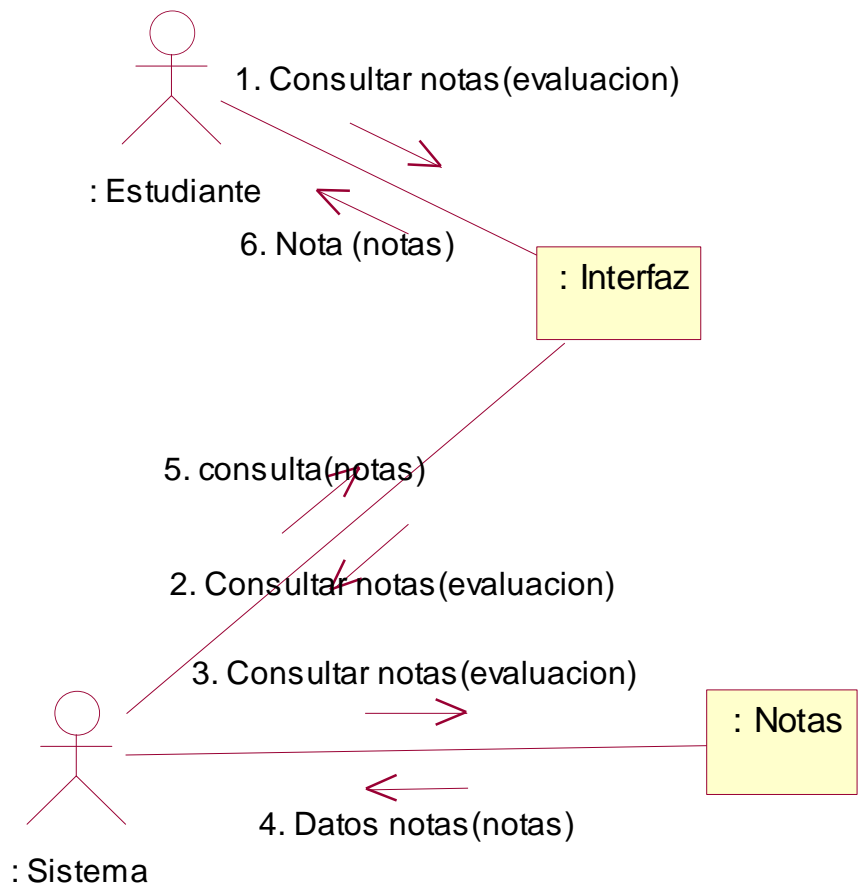 1. Consultar notas(evaluacion)
: Estudiante
6. Nota (notas)
: Interfaz
5. consulta(notas)
2. Consultar notas(evaluacion)
3. Consultar notas(evaluacion)
: Notas
4. Datos notas(notas)
: Sistema